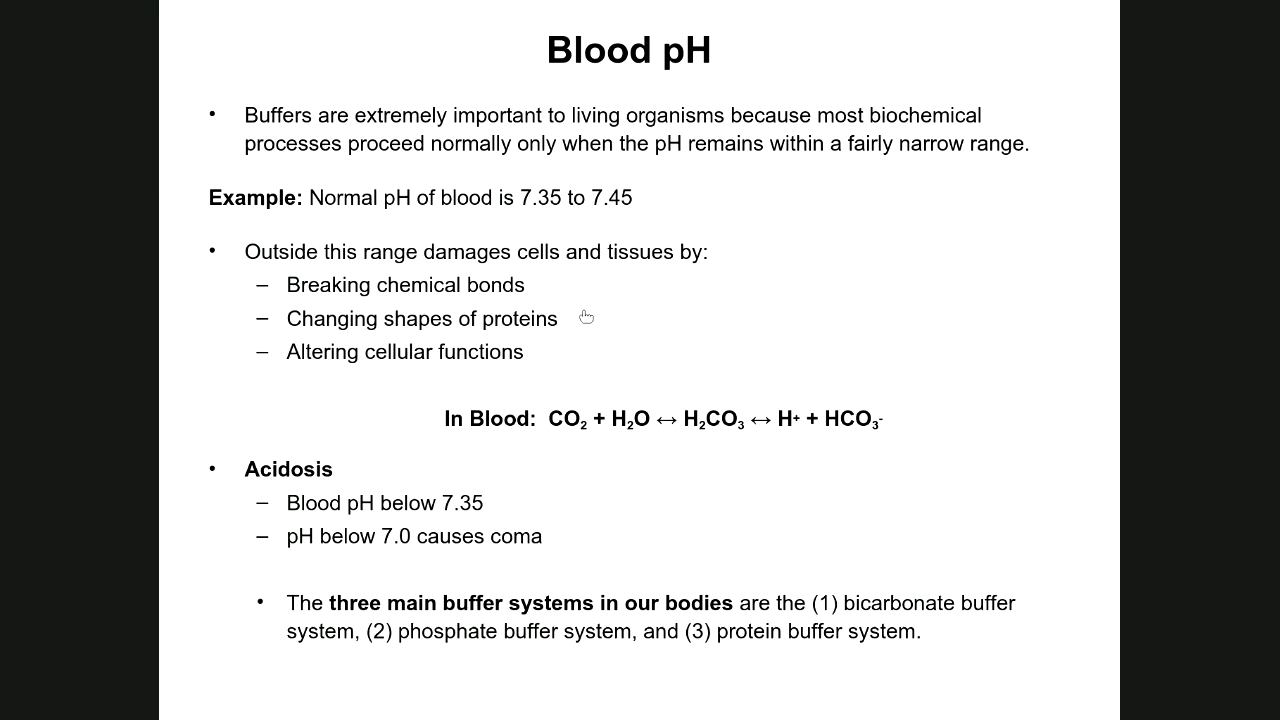 Blood pH
• Buffers are extremely important to living organisms because most biochemical
processes proceed normally only when the pH remains within a fairly narrow range.
Example: Normal pH of blood is 7.35 to 7.45
• Outside this range damages cells and tissues by:
– Breaking chemical bonds
– Changing shapes of proteins
– Altering cellular functions
In Blood: CO₂ + H₂O ↔ H₂CO₃ ↔ H⁺ + HCO₃⁻
• Acidosis
– Blood pH below 7.35
– pH below 7.0 causes coma
• The three main buffer systems in our bodies are the (1) bicarbonate buffer
system, (2) phosphate buffer system, and (3) protein buffer system.